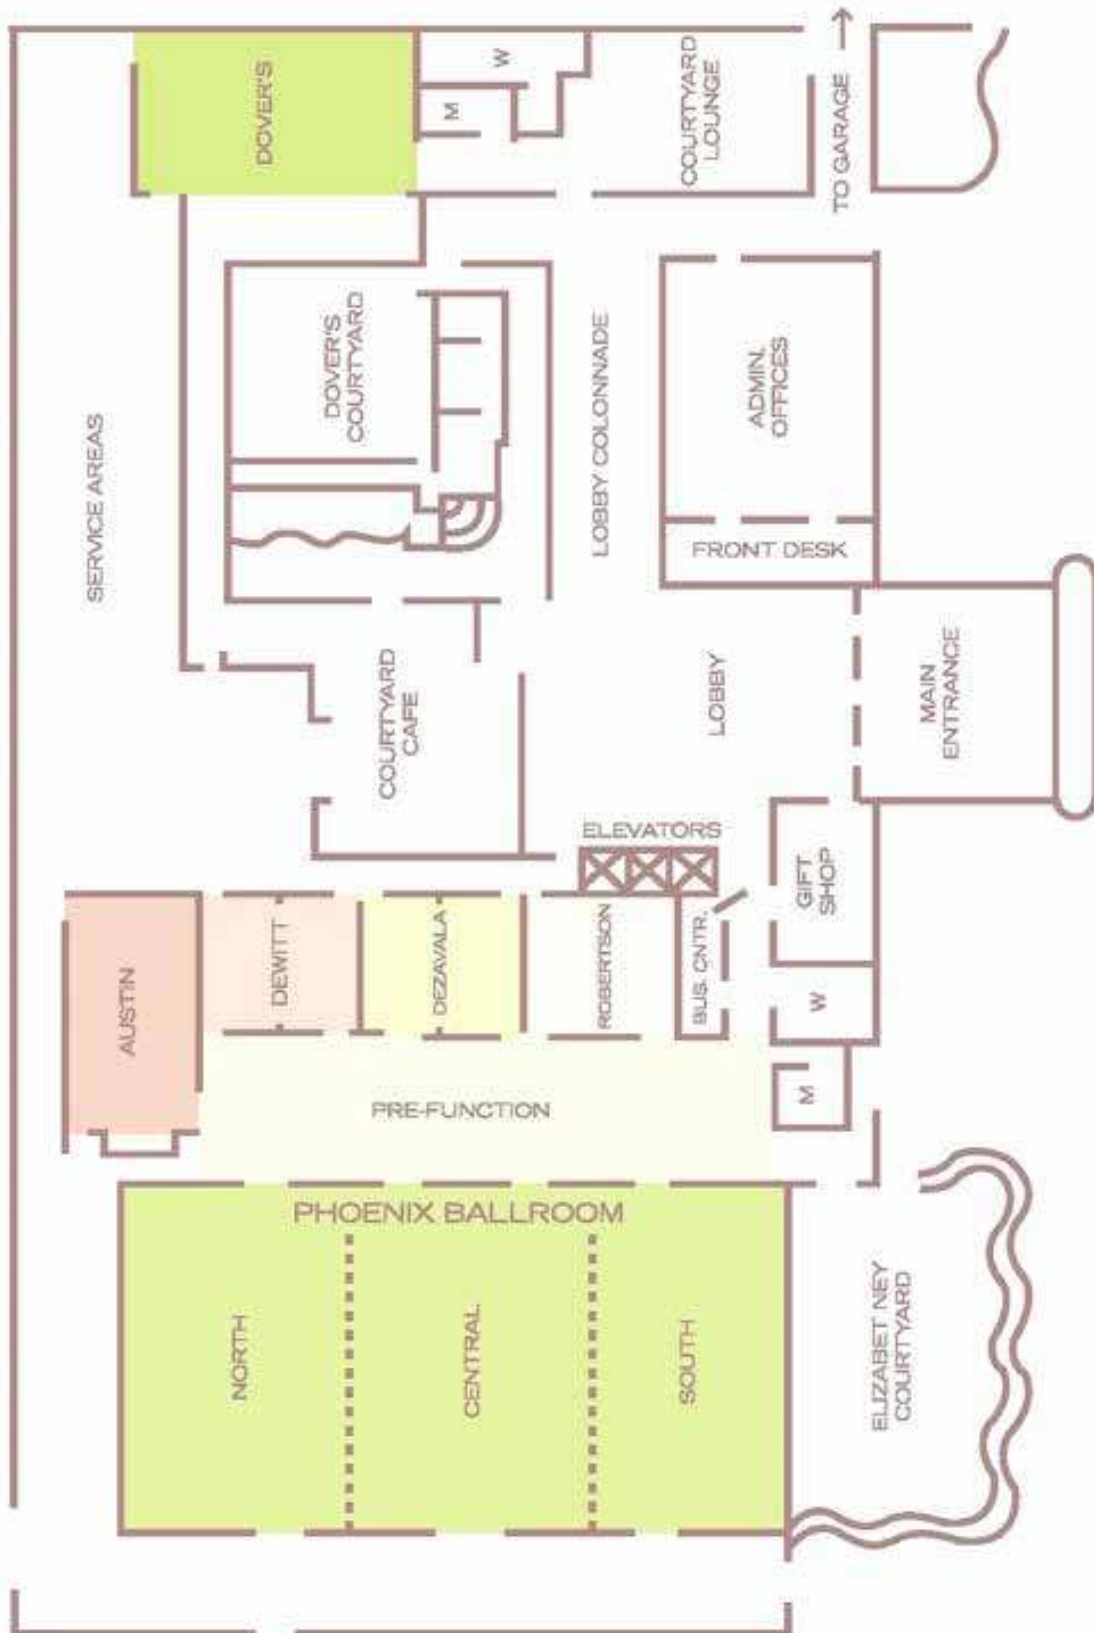 DOVER'S
W
M
COURTYARD
LOUNGE
TO GARAGE
DOVER'S
COURTYARD
SERVICE AREAS
LOBBY COLONNADE
ADMIN.
OFFICES
FRONT DESK
COURTYARD
CAFE
LOBBY
MAIN
ENTRANCE
ELEVATORS
GIFT
SHOP
AUSTIN
DEWITT
DEZAVALA
ROBERTSON
BUS. CNTR.
W
M
PRE-FUNCTION
PHOENIX BALLROOM
NORTH
CENTRAL
SOUTH
ELIZABET NEY
COURTYARD